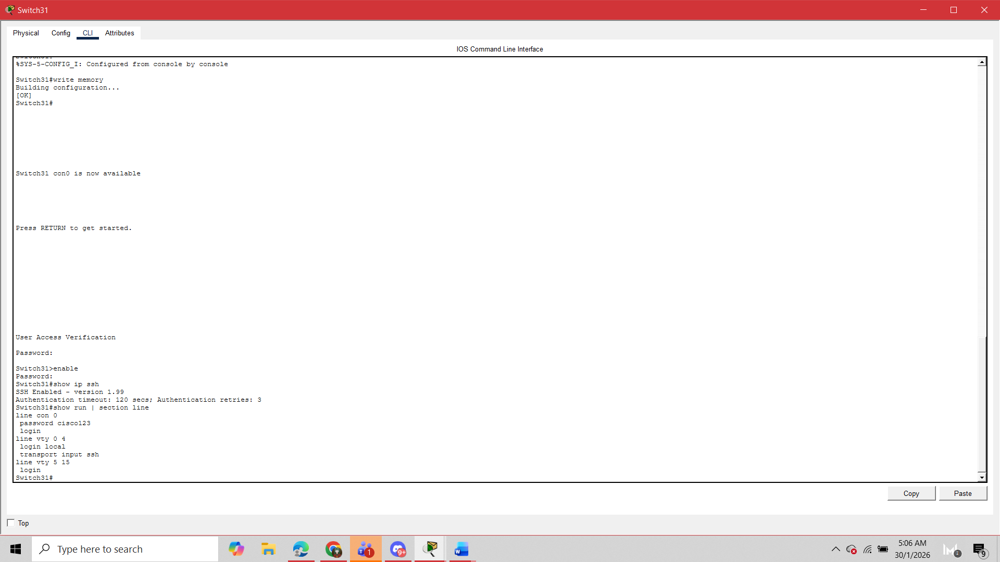 Switch31
Physical Config CLI Attributes
IOS Command Line Interface
%SYS-5-CONFIG_I: Configured from console by console
Switch31#write memory
Building configuration...
[OK]
Switch31#
Switch31 con0 is now available
Press RETURN to get started.
User Access Verification
Password:
Switch31>enable
Password:
Switch31#show ip ssh
SSH Enabled - version 1.99
Authentication timeout: 120 secs; Authentication retries: 3
Switch31#show run | section line
line con 0
password cisco123
login
line vty 0 4
login local
transport input ssh
line vty 5 15
login
Switch31#
Copy Paste
Top
Type here to search
1
9+
5:06 AM
30/1/2026
3
9